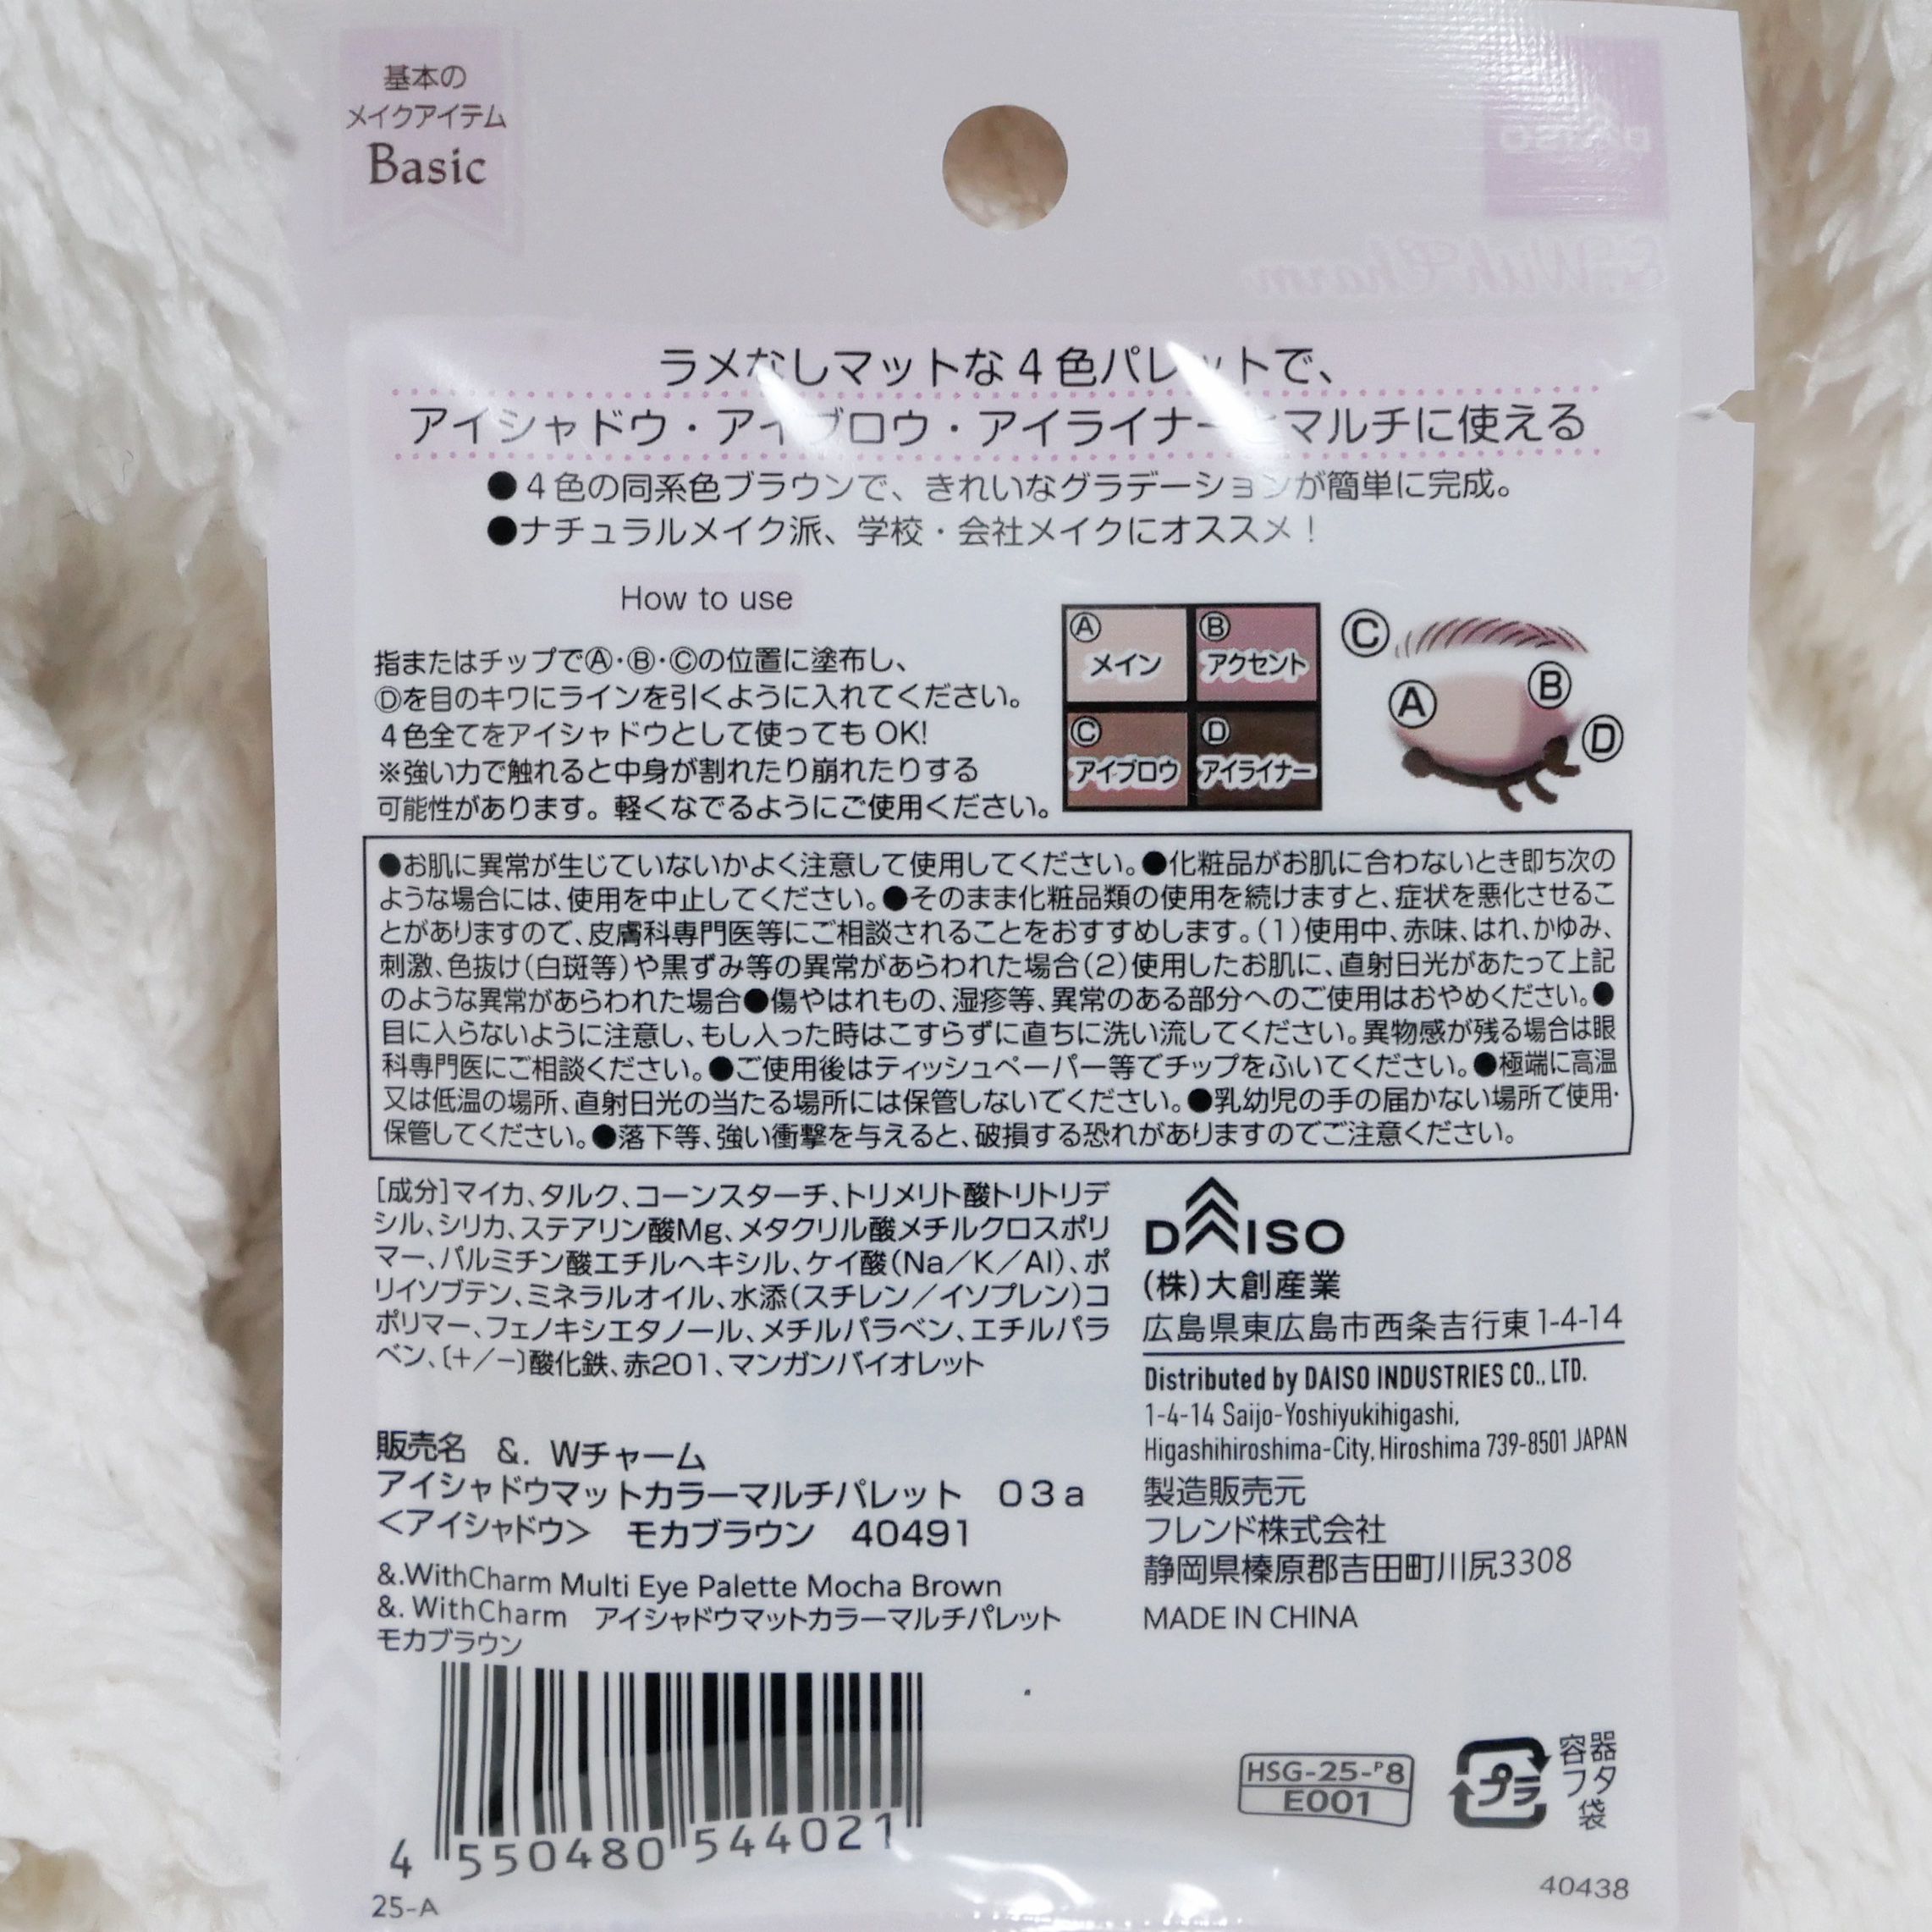 基本の
メイクアイテム
Basic
DAISO
&.WithCharm
ラメなしマットな4色パレットで、
アイシャドウ・アイブロウ・アイライナーとマルチに使える
●4色の同系色ブラウンで、きれいなグラデーションが簡単に完成。
●ナチュラルメイク派、学校・会社メイクにオススメ!
How to use
指またはチップでⒶ・Ⓑ・Ⓒの位置に塗布し、
Ⓓを目のキワにラインを引くように入れてください。
4色全てをアイシャドウとして使ってもOK!
※強い力で触れると中身が割れたり崩れたりする
可能性があります。軽くなでるようにご使用ください。
Ⓐ メイン
Ⓑ アクセント
Ⓒ アイブロウ
Ⓓ アイライナー
Ⓒ
Ⓐ
Ⓑ
Ⓓ
●お肌に異常が生じていないかよく注意して使用してください。●化粧品がお肌に合わないとき即ち次の
ような場合には、使用を中止してください。●そのまま化粧品類の使用を続けますと、症状を悪化させるこ
とがありますので、皮膚科専門医等にご相談されることをおすすめします。(1)使用中、赤味、はれ、かゆみ、
刺激、色抜け(白斑等)や黒ずみ等の異常があらわれた場合(2)使用したお肌に、直射日光があたって上記
のような異常があらわれた場合●傷やはれもの、湿疹等、異常のある部分へのご使用はおやめください。●
目に入らないように注意し、もし入った時はこすらずに直ちに洗い流してください。異物感が残る場合は眼
科専門医にご相談ください。●ご使用後はティッシュペーパー等でチップをふいてください。●極端に高温
又は低温の場所、直射日光の当たる場所には保管しないでください。●乳幼児の手の届かない場所で使用・
保管してください。●落下等、強い衝撃を与えると、破損する恐れがありますのでご注意ください。
[成分]マイカ、タルク、コーンスターチ、トリメリト酸トリトリデ
シル、シリカ、ステアリン酸Mg、メタクリル酸メチルクロスポリ
マー、パルミチン酸エチルヘキシル、ケイ酸(Na/K/Al)、ポ
リイソブテン、ミネラルオイル、水添(スチレン/イソプレン)コ
ポリマー、フェノキシエタノール、メチルパラベン、エチルパラ
ベン、〔+/−〕酸化鉄、赤201、マンガンバイオレット
販売名 &. Wチャーム
アイシャドウマットカラーマルチパレット 03a
<アイシャドウ> モカブラウン 40491
&.WithCharm Multi Eye Palette Mocha Brown
&. WithCharm アイシャドウマットカラーマルチパレット
モカブラウン
4 550480 544021
25-A
DAISO
(株)大創産業
広島県東広島市西条吉行東1-4-14
Distributed by DAISO INDUSTRIES CO., LTD.
1-4-14 Saijo-Yoshiyukihigashi,
Higashihiroshima-City, Hiroshima 739-8501 JAPAN
製造販売元
フレンド株式会社
静岡県榛原郡吉田町川尻3308
MADE IN CHINA
HSG-25-P8
E001
プラ
容器
フタ
袋
40438